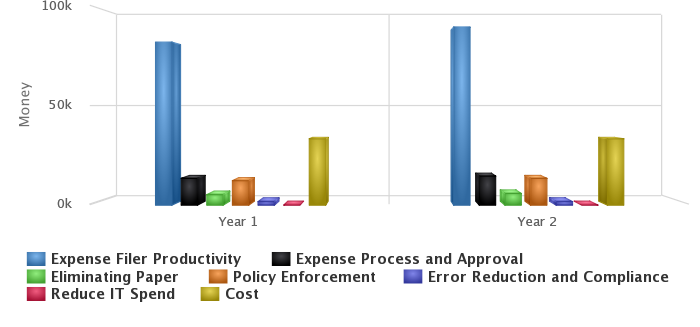 100k
50k
0k
Money
Year 1 Year 2
Expense Filer Productivity Expense Process and Approval
Eliminating Paper Policy Enforcement Error Reduction and Compliance
Reduce IT Spend Cost